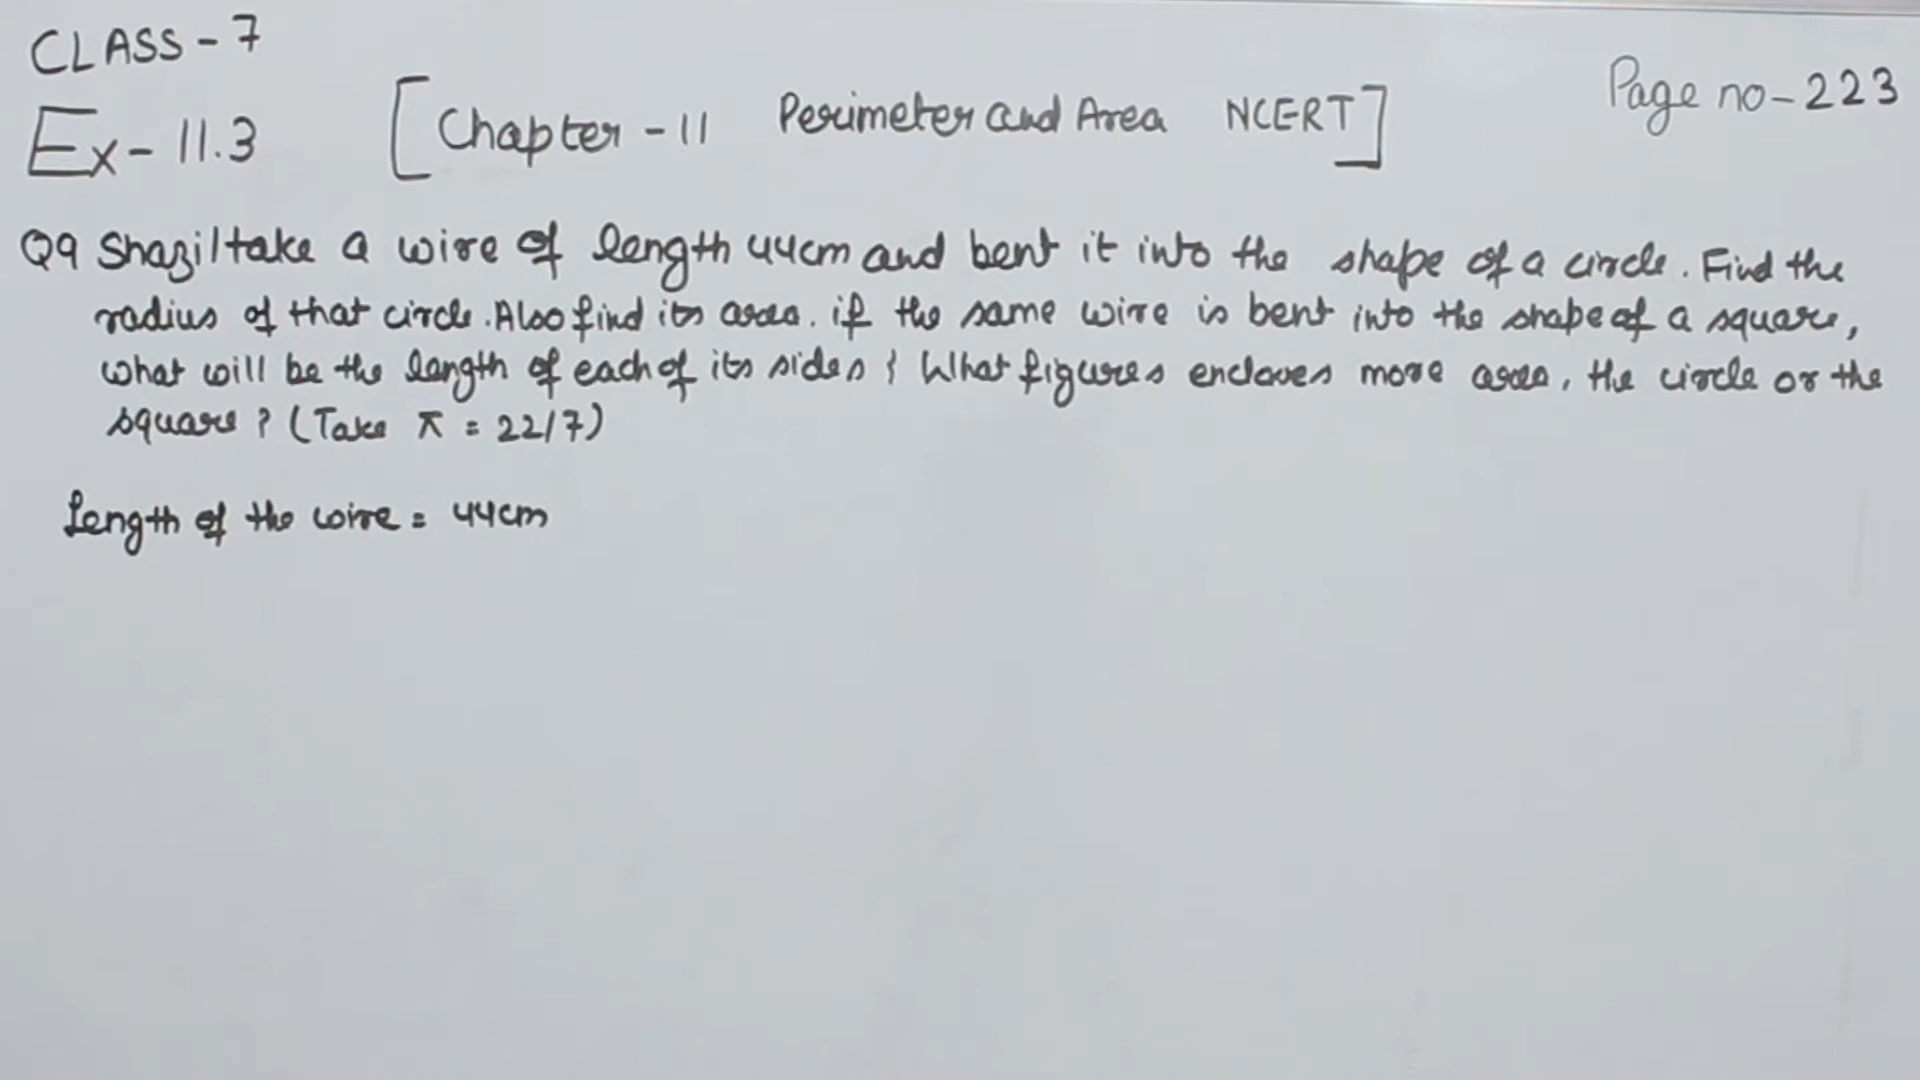 CLASS - 7
Page no - 223
Ex - 11.3 [Chapter - 11 Perimeter and Area NCERT]
Q9 Shazil take a wire of length 44cm and bent it into the shape of a circle. Find the
radius of that circle. Also find its area. if the same wire is bent into the shape of a square,
what will be the length of each of its sides ? What figures encloves more area, the circle or the
square ? (Take π = 22/7)
Length of the wire = 44cm